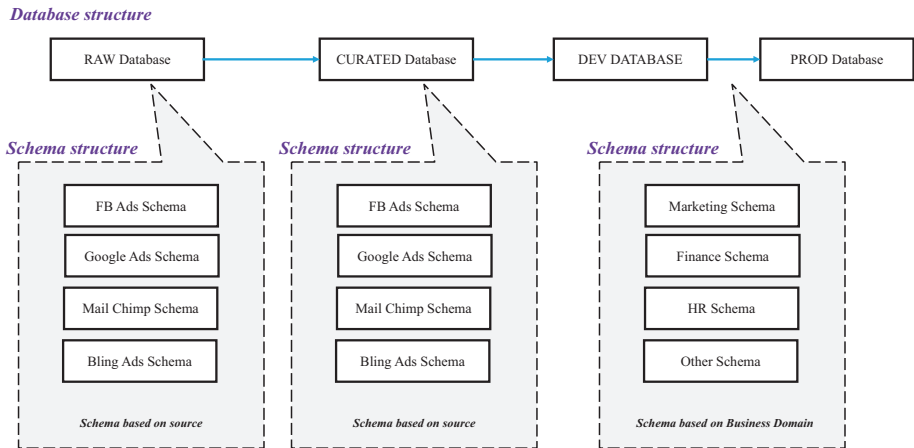 Database structure
RAW Database
CURATED Database
DEV DATABASE
PROD Database
Schema structure
FB Ads Schema
Google Ads Schema
Mail Chimp Schema
Bling Ads Schema
Schema based on source
Schema structure
FB Ads Schema
Google Ads Schema
Mail Chimp Schema
Bling Ads Schema
Schema based on source
Schema structure
Marketing Schema
Finance Schema
HR Schema
Other Schema
Schema based on Business Domain